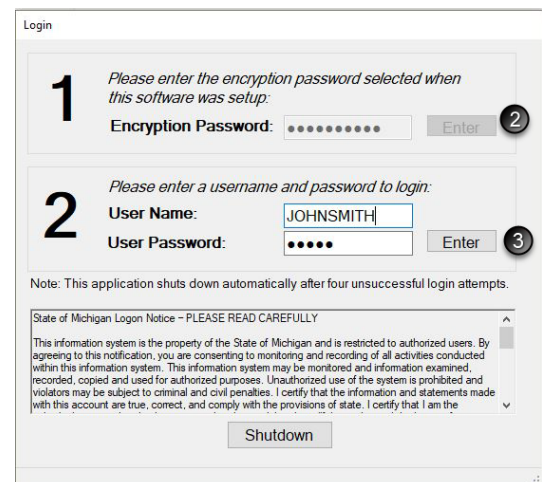 Login
1
Please enter the encryption password selected when
this software was setup:
Encryption Password: ●●●●●●●●●● Enter 2
2
Please enter a username and password to login:
User Name: JOHNSMITH
User Password: ●●●●● Enter 3
Note: This application shuts down automatically after four unsuccessful login attempts.
State of Michigan Logon Notice – PLEASE READ CAREFULLY
This information system is the property of the State of Michigan and is restricted to authorized users. By
agreeing to this notification, you are consenting to monitoring and recording of all activities conducted
within this information system. This information system may be monitored and information examined,
recorded, copied and used for authorized purposes. Unauthorized use of the system is prohibited and
violators may be subject to criminal and civil penalties. I certify that the information and statements made
with this account are true, correct, and comply with the provisions of state. I certify that I am the
Shutdown